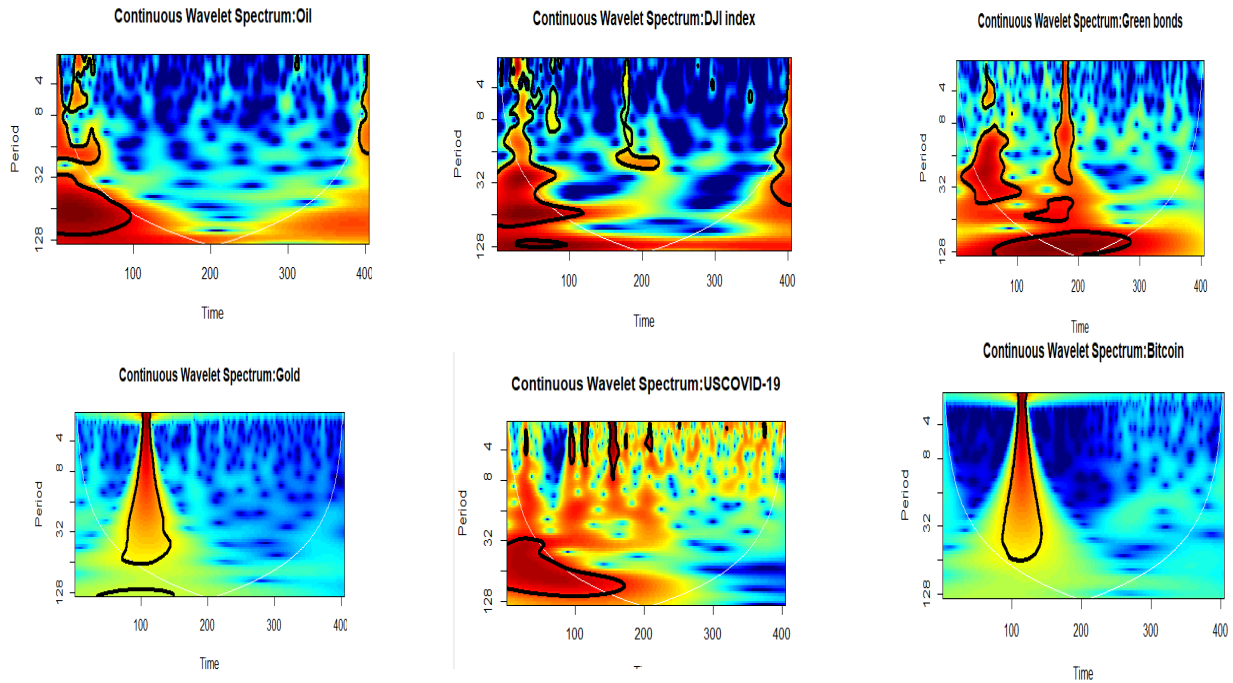 Continuous Wavelet Spectrum:Oil
Period
4
8
32
128
100
200
300
400
Time
Continuous Wavelet Spectrum:DJI index
Period
4
8
32
128
100
200
300
400
Time
Continuous Wavelet Spectrum:Green bonds
Period
4
8
32
128
100
200
300
400
Time
Continuous Wavelet Spectrum:Gold
Period
4
8
32
128
100
200
300
400
Time
Continuous Wavelet Spectrum:USCOVID-19
Period
4
8
32
128
100
200
300
400
Continuous Wavelet Spectrum:Bitcoin
Period
4
8
32
128
100
200
300
400
Time